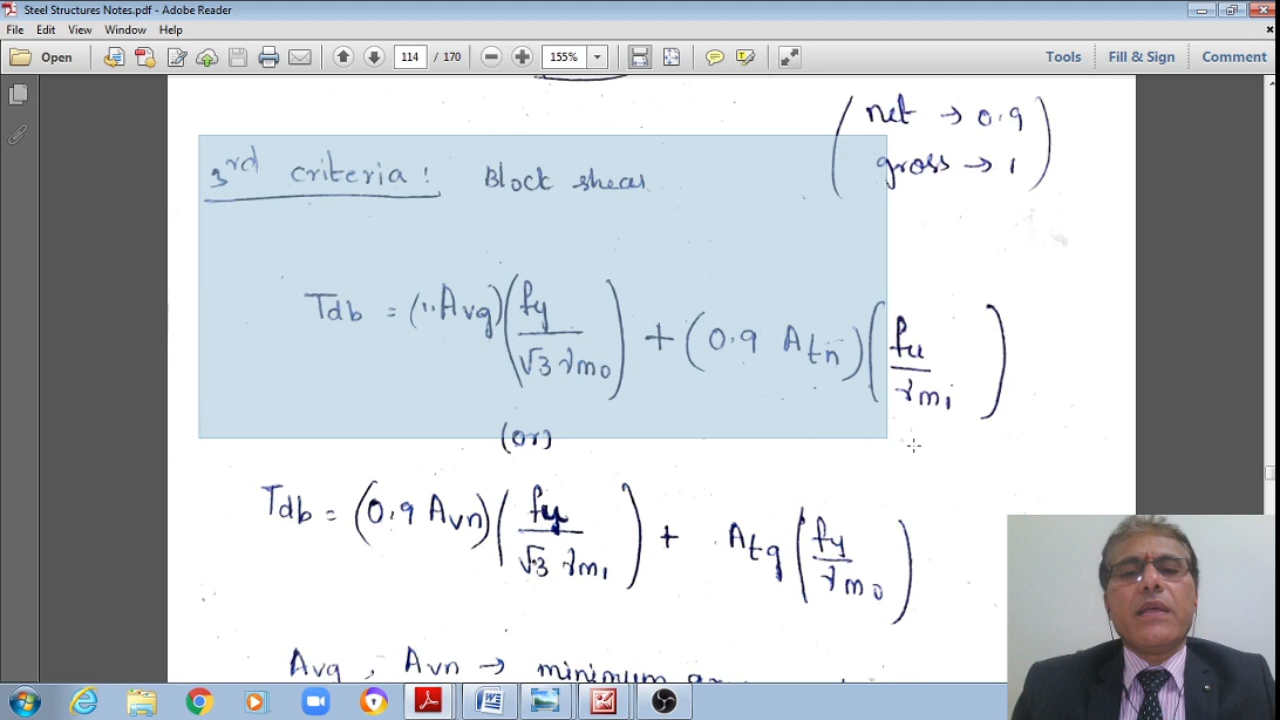 Steel Structures Notes.pdf - Adobe Reader
File Edit View Window Help
Open 114 / 170 155% Tools Fill & Sign Comment
(net → 0.9
gross → 1)
3rd criteria: Block shear
Tdb = (1.Avg)(fy/√3 γm0) + (0.9 Atn)(fu/γm1)
(or)
Tdb = (0.9 Avn)(fu/√3 γm1) + Atg(fy/γm0)
Avg, Avn → minimum